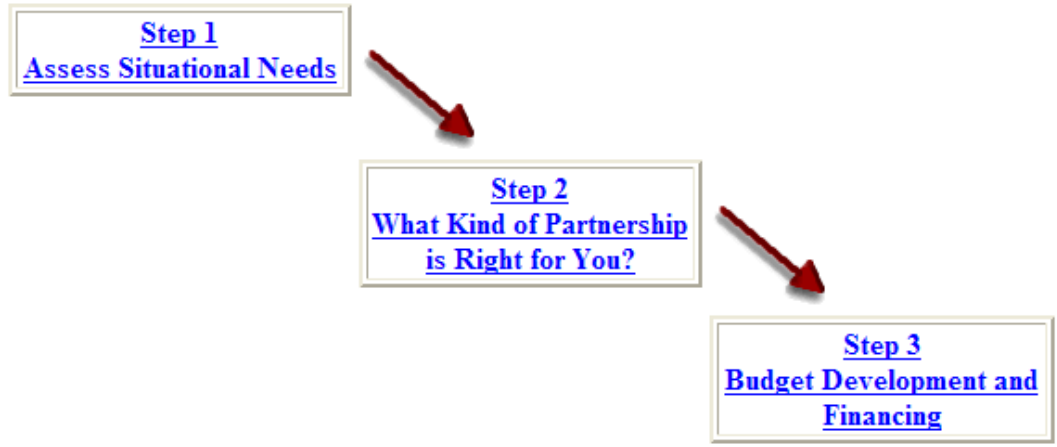 Step 1
Assess Situational Needs
Step 2
What Kind of Partnership
is Right for You?
Step 3
Budget Development and
Financing